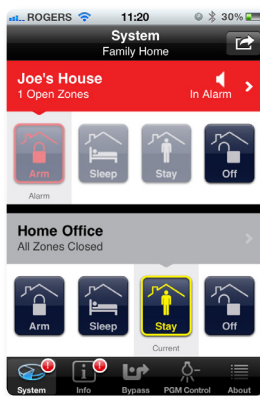 ROGERS 11:20 30%
System
Family Home
Joe's House
1 Open Zones In Alarm
Arm Sleep Stay Off
Alarm
Home Office
All Zones Closed
Arm Sleep Stay Off
Current
! !
System Info Bypass PGM Control About